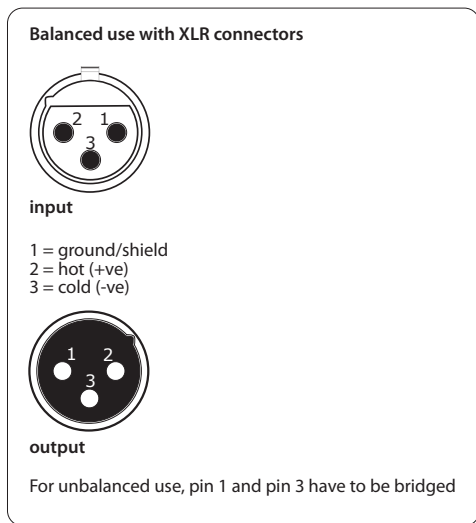 Balanced use with XLR connectors
2 1
3
input
1 = ground/shield
2 = hot (+ve)
3 = cold (-ve)
1 2
3
output
For unbalanced use, pin 1 and pin 3 have to be bridged